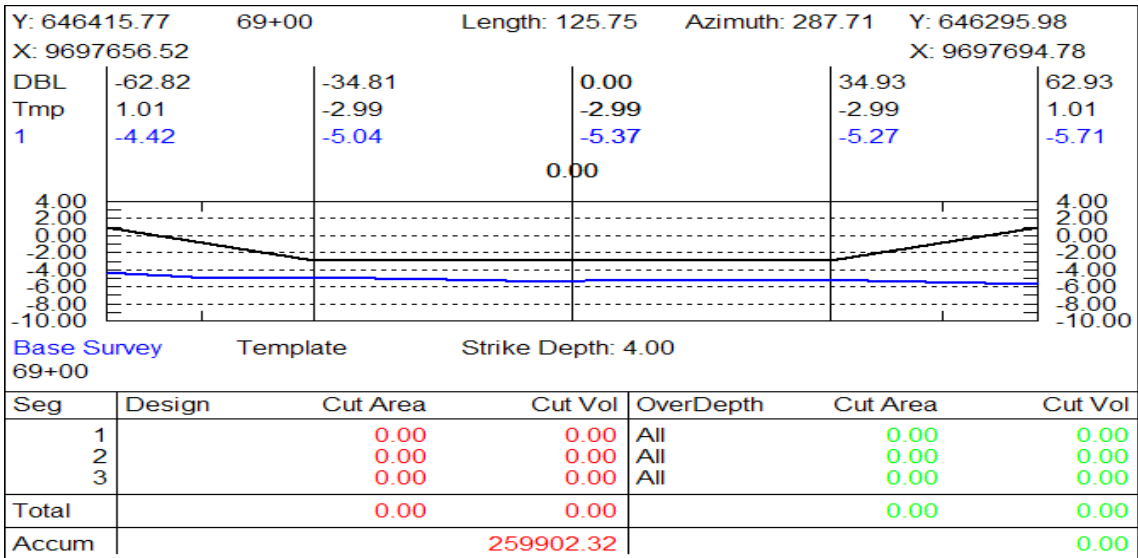 Y: 646415.77 69+00 Length: 125.75 Azimuth: 287.71 Y: 646295.98
X: 9697656.52 X: 9697694.78
DBL -62.82 -34.81 0.00 34.93 62.93
Tmp 1.01 -2.99 -2.99 -2.99 1.01
1 -4.42 -5.04 -5.37 -5.27 -5.71
0.00
4.00 4.00
2.00 2.00
0.00 0.00
-2.00 -2.00
-4.00 -4.00
-6.00 -6.00
-8.00 -8.00
-10.00 -10.00
Base Survey Template Strike Depth: 4.00
69+00
Seg Design Cut Area Cut Vol OverDepth Cut Area Cut Vol
1 0.00 0.00 All 0.00 0.00
2 0.00 0.00 All 0.00 0.00
3 0.00 0.00 All 0.00 0.00
Total 0.00 0.00 0.00 0.00
Accum 259902.32 0.00